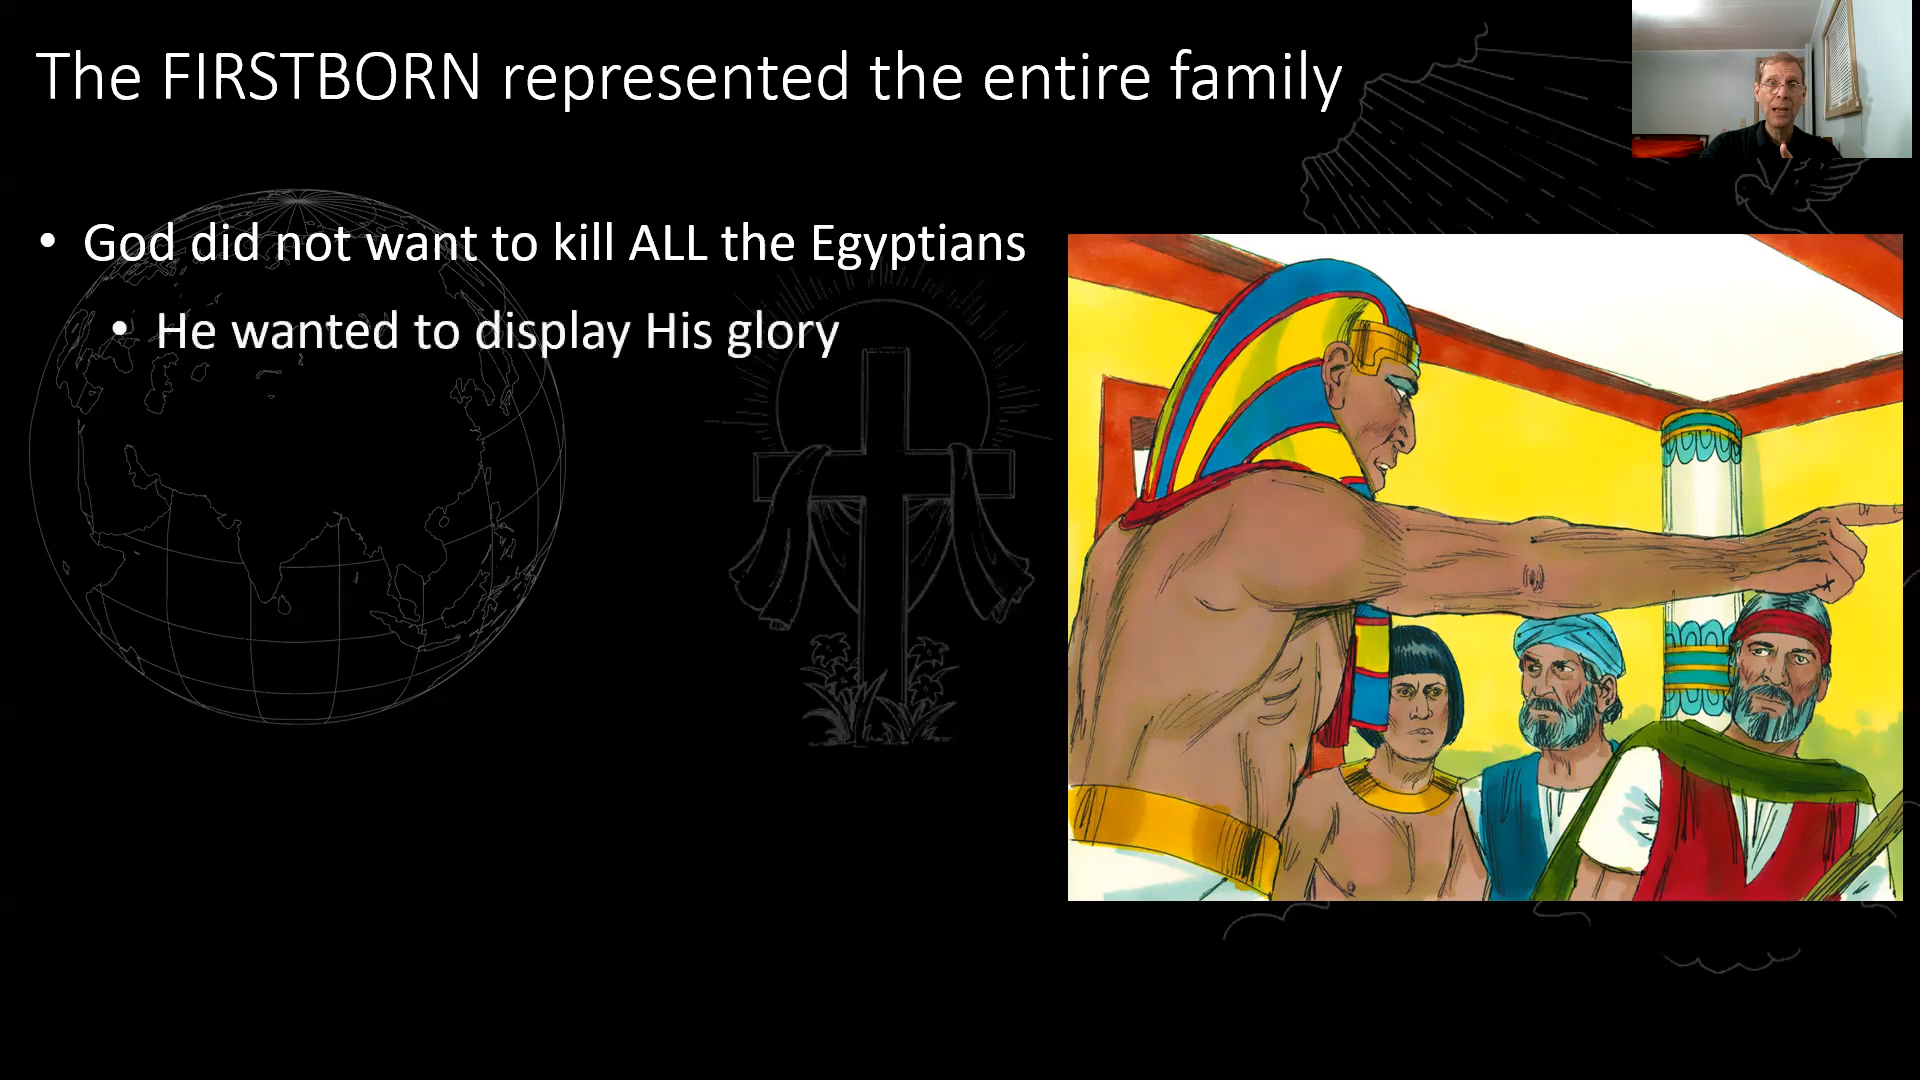 The FIRSTBORN represented the entire family
• God did not want to kill ALL the Egyptians
• He wanted to display His glory